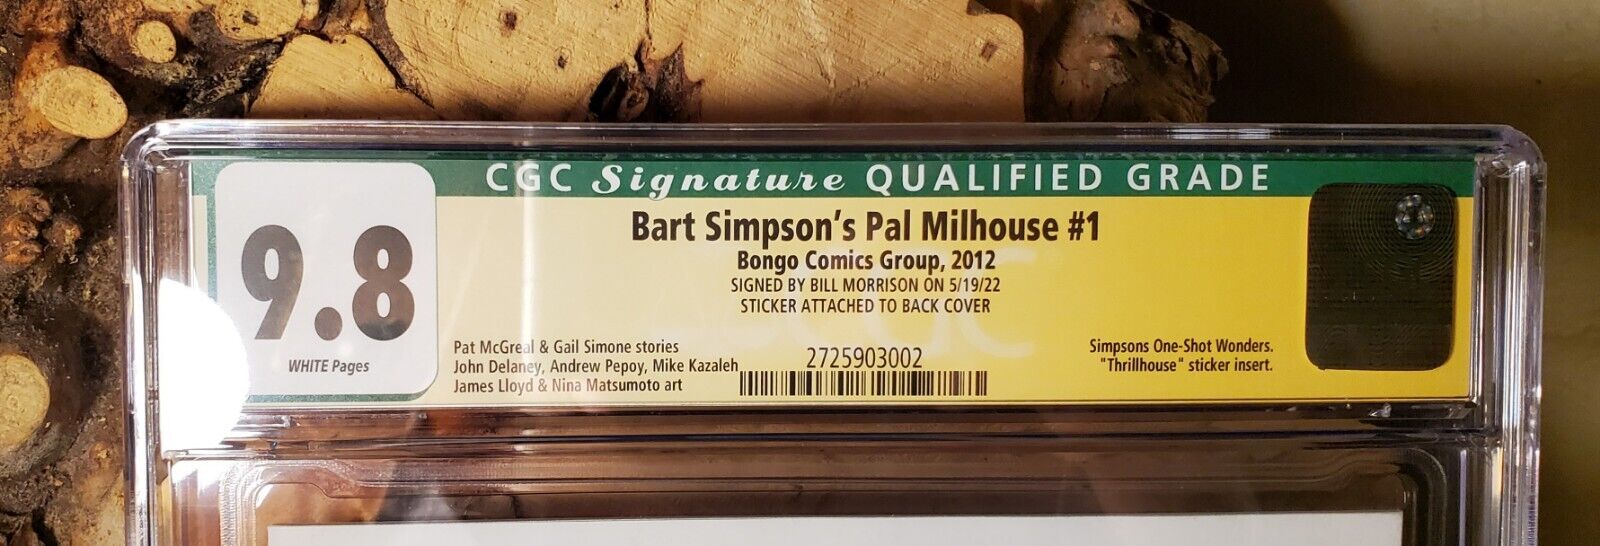 CGC Signature QUALIFIED GRADE
9.8
WHITE Pages
Bart Simpson's Pal Milhouse #1
Bongo Comics Group, 2012
SIGNED BY BILL MORRISON ON 5/19/22
STICKER ATTACHED TO BACK COVER
Pat McGreal & Gail Simone stories
John Delaney, Andrew Pepoy, Mike Kazaleh
James Lloyd & Nina Matsumoto art
2725903002
Simpsons One-Shot Wonders.
"Thrillhouse" sticker insert.
CGC